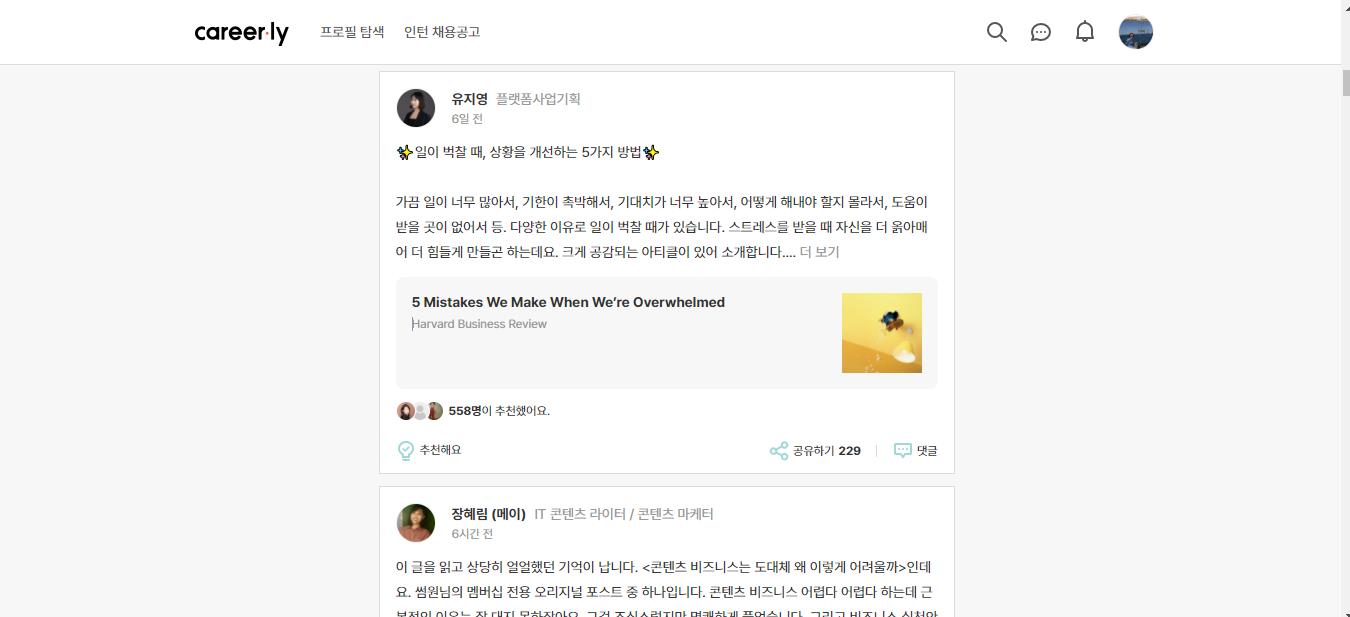 career·ly 프로필 탐색 인턴 채용공고
유지영 플랫폼사업기획
6일 전
✨일이 벅찰 때, 상황을 개선하는 5가지 방법✨
가끔 일이 너무 많아서, 기한이 촉박해서, 기대치가 너무 높아서, 어떻게 해내야 할지 몰라서, 도움이
받을 곳이 없어서 등. 다양한 이유로 일이 벅찰 때가 있습니다. 스트레스를 받을 때 자신을 더 옭아매
어 더 힘들게 만들곤 하는데요. 크게 공감되는 아티클이 있어 소개합니다.... 더 보기
5 Mistakes We Make When We’re Overwhelmed
Harvard Business Review
558명이 추천했어요.
추천해요 공유하기 229 댓글
장혜림 (메이) IT 콘텐츠 라이터 / 콘텐츠 마케터
6시간 전
이 글을 읽고 상당히 얼얼했던 기억이 납니다. <콘텐츠 비즈니스는 도대체 왜 이렇게 어려울까>인데
요. 썸원님의 멤버십 전용 오리지널 포스트 중 하나입니다. 콘텐츠 비즈니스 어렵다 어렵다 하는데 근